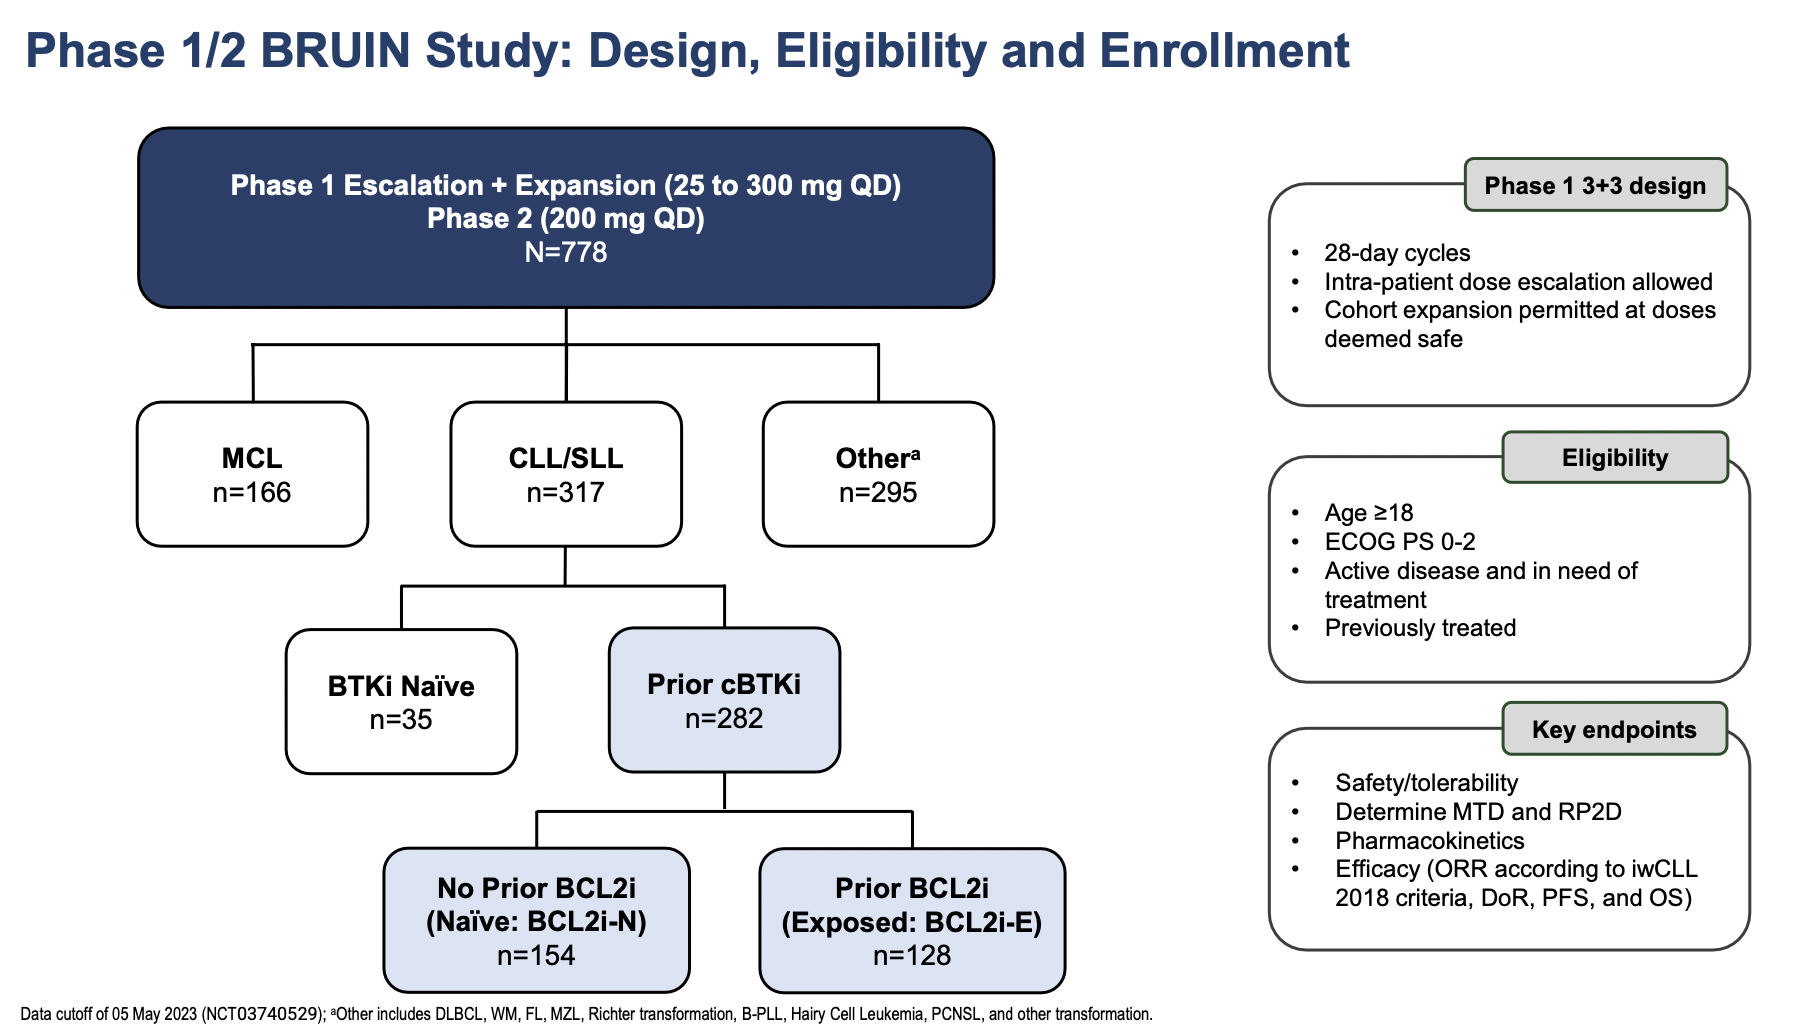 Phase 1/2 BRUIN Study: Design, Eligibility and Enrollment
Phase 1 Escalation + Expansion (25 to 300 mg QD)
Phase 2 (200 mg QD)
N=778
MCL
n=166
CLL/SLL
n=317
Otherᵃ
n=295
BTKi Naïve
n=35
Prior cBTKi
n=282
No Prior BCL2i
(Naïve: BCL2i-N)
n=154
Prior BCL2i
(Exposed: BCL2i-E)
n=128
Phase 1 3+3 design
• 28-day cycles
• Intra-patient dose escalation allowed
• Cohort expansion permitted at doses
deemed safe
Eligibility
• Age ≥18
• ECOG PS 0-2
• Active disease and in need of
treatment
• Previously treated
Key endpoints
• Safety/tolerability
• Determine MTD and RP2D
• Pharmacokinetics
• Efficacy (ORR according to iwCLL
2018 criteria, DoR, PFS, and OS)
Data cutoff of 05 May 2023 (NCT03740529); ᵃOther includes DLBCL, WM, FL, MZL, Richter transformation, B-PLL, Hairy Cell Leukemia, PCNSL, and other transformation.